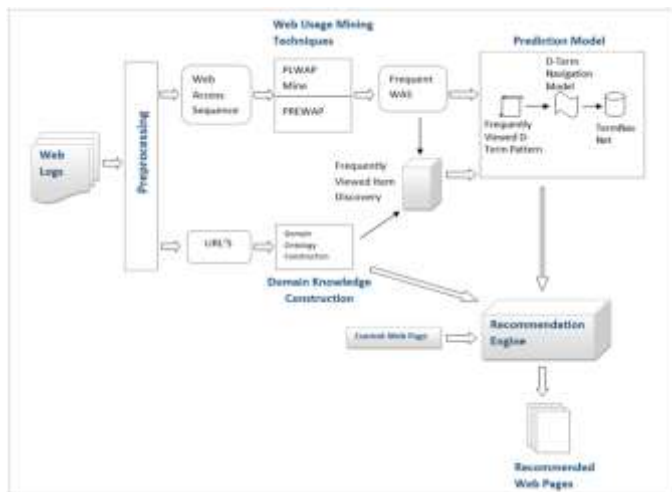 Web Usage Mining
Techniques
Prediction Model
Web
Access
Sequence
PLWAP
Mine
PREWAP
Frequent
WAS
D-Term
Navigation
Model
Frequently
Viewed D
Term Pattern
TermNav
Net
Preprocessing
Web
Logs
Frequently
Viewed Item
Discovery
URL'S
Domain
Ontology
Construction
Domain Knowledge
Construction
Current Web Page
Recommendation
Engine
Recommended
Web Pages